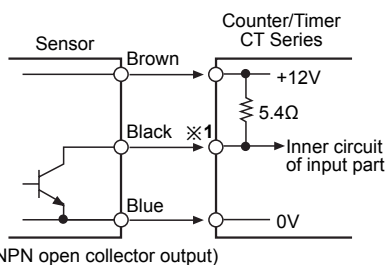 Counter/Timer
CT Series
Sensor
Brown
+12V
5.4Ω
Black ※1
Inner circuit
of input part
Blue
0V
NPN open collector output)